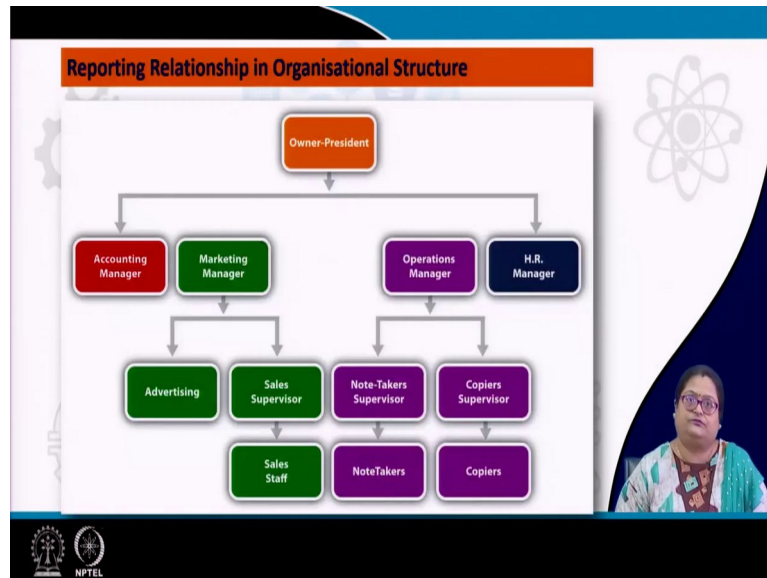 Reporting Relationship in Organisational Structure
Owner-President
Accounting
Manager
Marketing
Manager
Operations
Manager
H.R.
Manager
Advertising
Sales
Supervisor
Note-Takers
Supervisor
Copiers
Supervisor
Sales
Staff
NoteTakers
Copiers
NPTEL